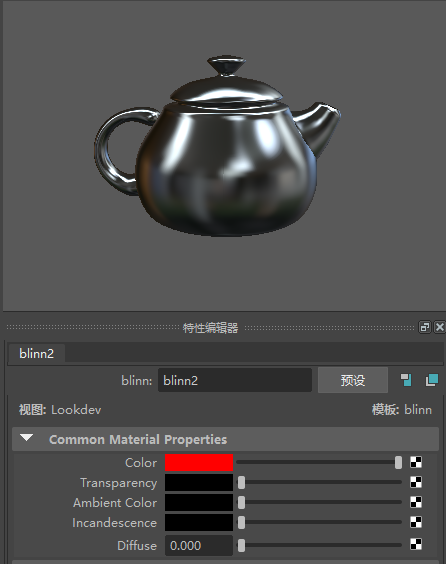 特性编辑器
blinn2
blinn: blinn2 预设
视图: Lookdev 模板: blinn
Common Material Properties
Color
Transparency
Ambient Color
Incandescence
Diffuse 0.000